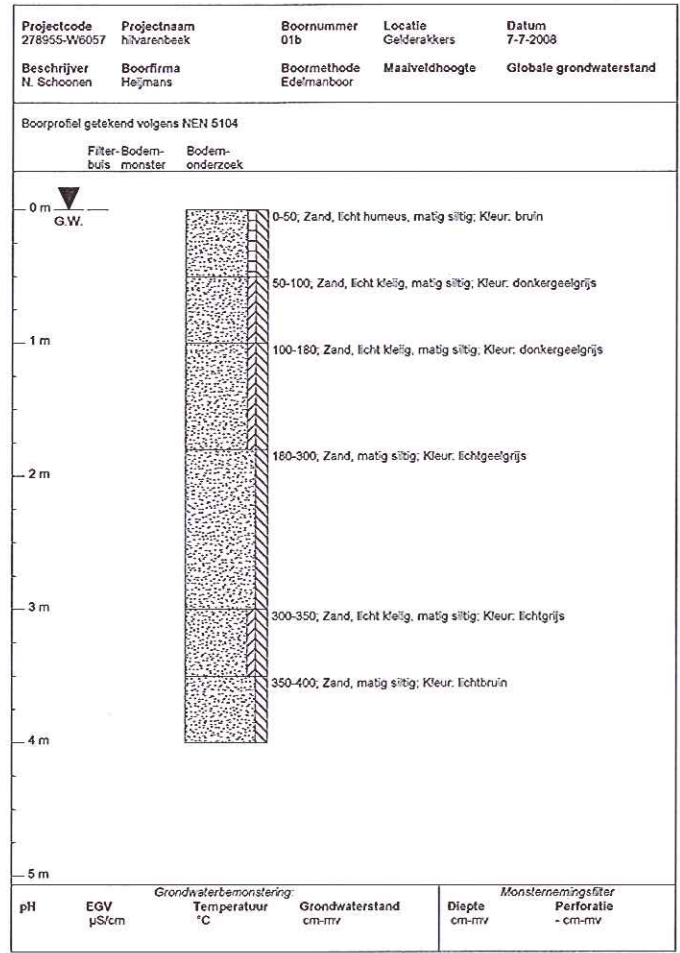 Projectcode Projectnaam Boornummer Locatie Datum
278955-W6057 hilvarenbeek 01b Gelderakkers 7-7-2008
Beschrijver Boorfirma Boormethode Maaiveldhoogte Globale grondwaterstand
N. Schoonen Heijmans Edelmanboor
Boorprofiel getekend volgens NEN 5104
Filter- Bodem- Bodem-
buis monster onderzoek
0 m
G.W.
0-50; Zand, licht humeus, matig siltig; Kleur: bruin
50-100; Zand, licht kleiig, matig siltig; Kleur: donkergeelgrijs
1 m
100-180; Zand, licht kleiig, matig siltig; Kleur: donkergeelgrijs
180-300; Zand, matig siltig; Kleur: lichtgeelgrijs
2 m
3 m
300-350; Zand, licht kleiig, matig siltig; Kleur: lichtgrijs
350-400; Zand, matig siltig; Kleur: lichtbruin
4 m
5 m
Grondwaterbemonstering: Monsternemingsfilter
pH EGV Temperatuur Grondwaterstand Diepte Perforatie
µS/cm °C cm-mv cm-mv - cm-mv